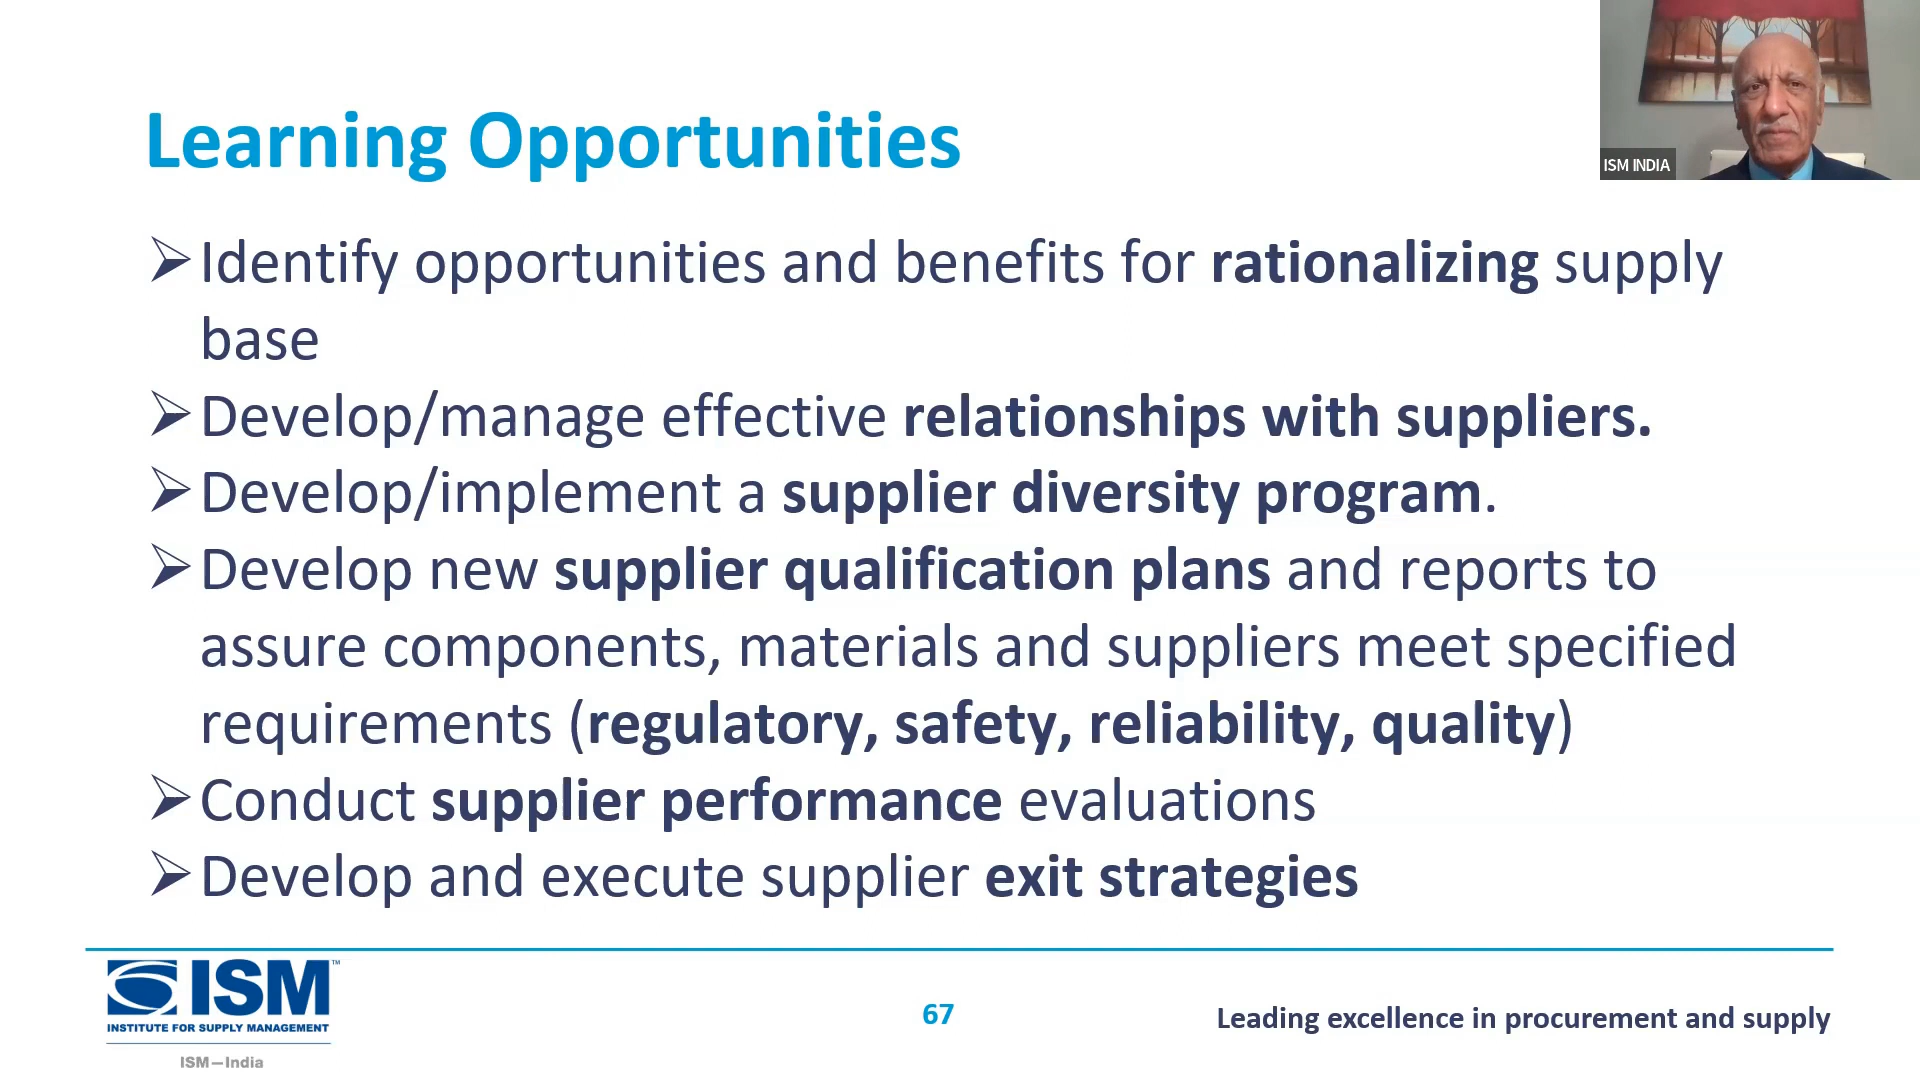 Learning Opportunities
ISM INDIA
➢Identify opportunities and benefits for rationalizing supply
base
➢Develop/manage effective relationships with suppliers.
➢Develop/implement a supplier diversity program.
➢Develop new supplier qualification plans and reports to
assure components, materials and suppliers meet specified
requirements (regulatory, safety, reliability, quality)
➢Conduct supplier performance evaluations
➢Develop and execute supplier exit strategies
ISM™
INSTITUTE FOR SUPPLY MANAGEMENT
ISM—India
67
Leading excellence in procurement and supply